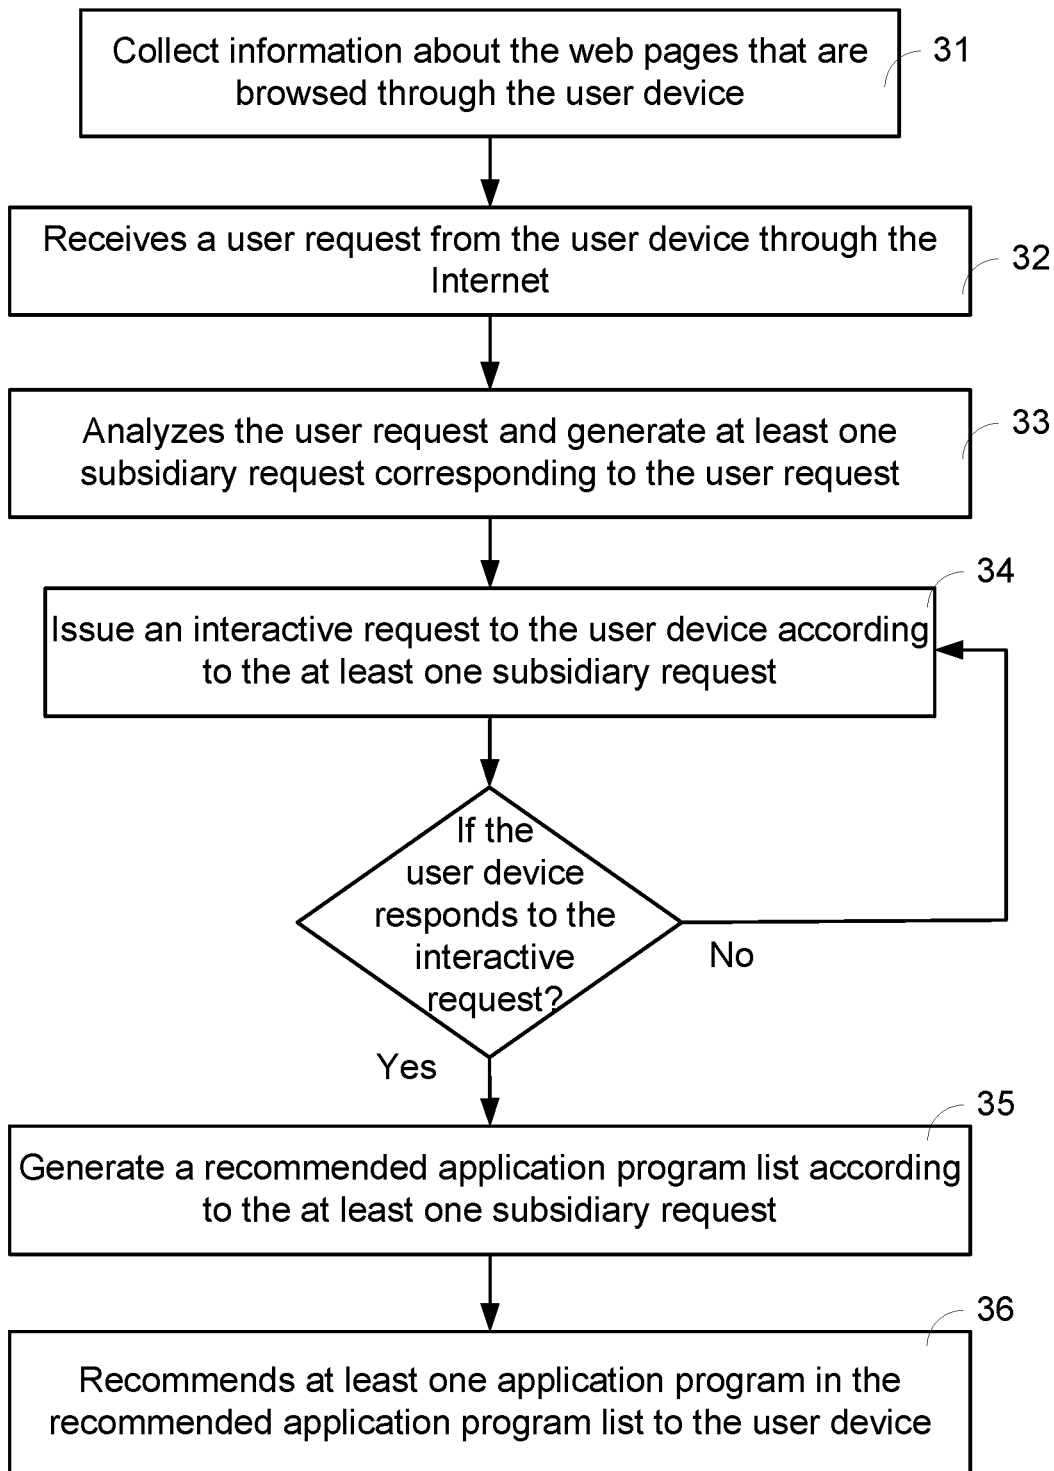 Collect information about the web pages that are
browsed through the user device
31
Receives a user request from the user device through the
Internet
32
Analyzes the user request and generate at least one
subsidiary request corresponding to the user request
33
34
Issue an interactive request to the user device according
to the at least one subsidiary request
If the
user device
responds to the
interactive
request?
No
Yes
35
Generate a recommended application program list according
to the at least one subsidiary request
36
Recommends at least one application program in the
recommended application program list to the user device